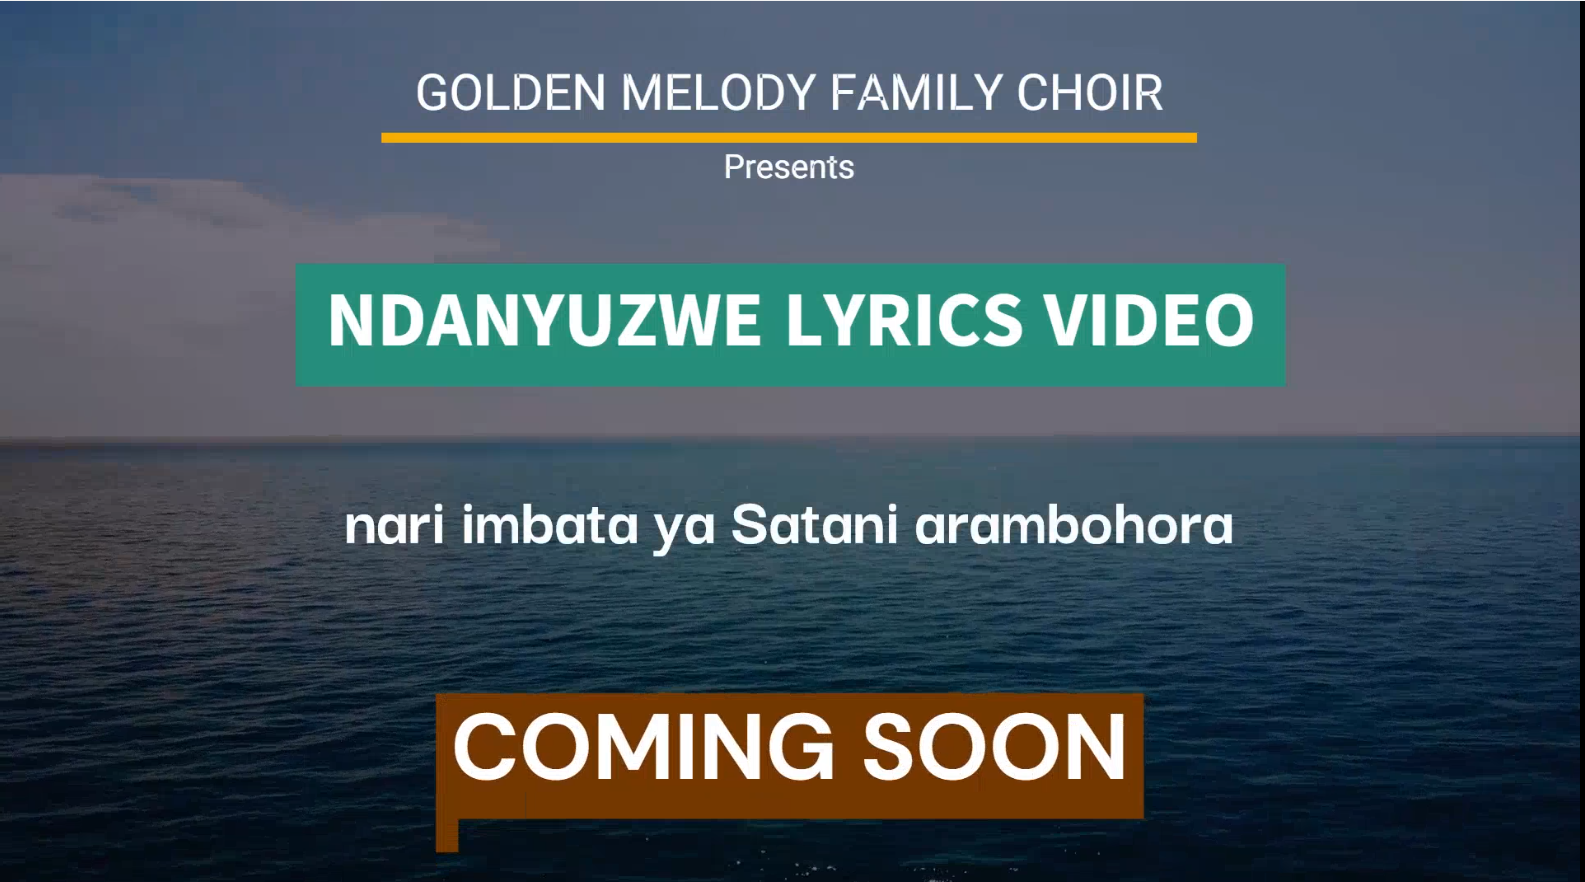 GOLDEN MELODY FAMILY CHOIR
Presents
NDANYUZWE LYRICS VIDEO
nari imbata ya Satani arambohora
COMING SOON